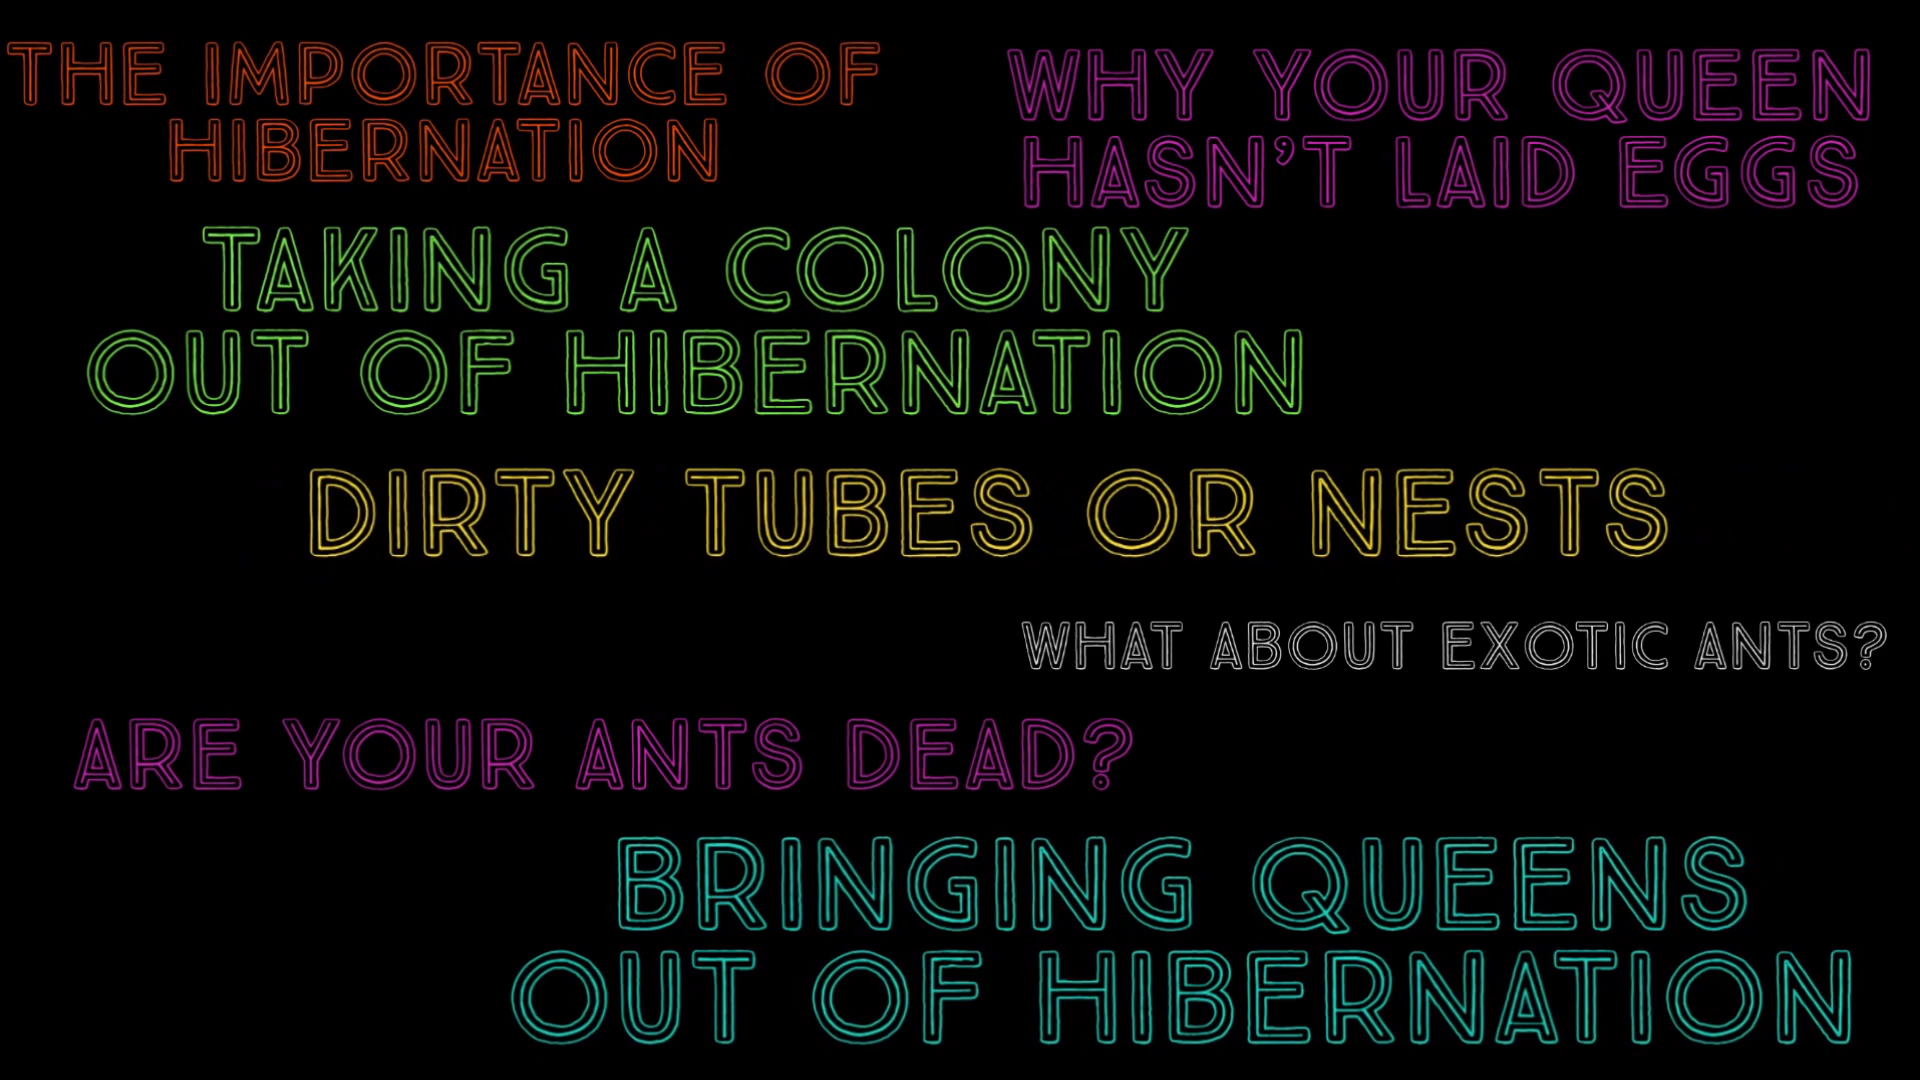 THE IMPORTANCE OF
HIBERNATION
WHY YOUR QUEEN
HASN'T LAID EGGS
TAKING A COLONY
OUT OF HIBERNATION
DIRTY TUBES OR NESTS
WHAT ABOUT EXOTIC ANTS?
ARE YOUR ANTS DEAD?
BRINGING QUEENS
OUT OF HIBERNATION